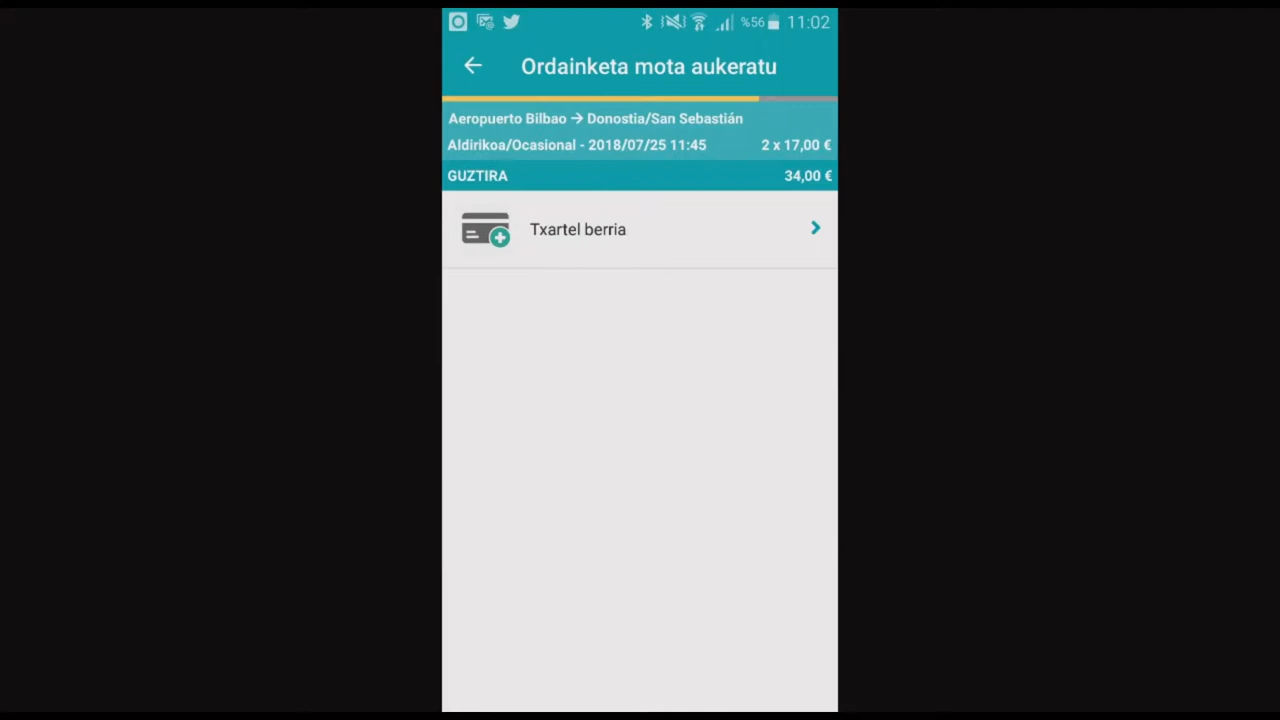 %56 11:02
Ordainketa mota aukeratu
Aeropuerto Bilbao → Donostia/San Sebastián
Aldirikoa/Ocasional - 2018/07/25 11:45 2 x 17,00 €
GUZTIRA 34,00 €
Txartel berria